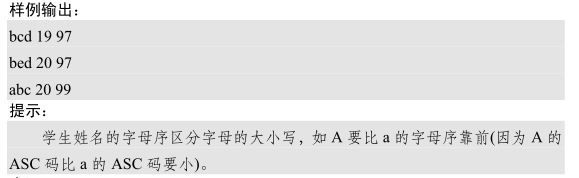 样例输出：
bcd 19 97
bed 20 97
abc 20 99
提示：
学生姓名的字母序区分字母的大小写，如 A 要比 a 的字母序靠前(因为 A 的
ASC 码比 a 的 ASC 码要小)。